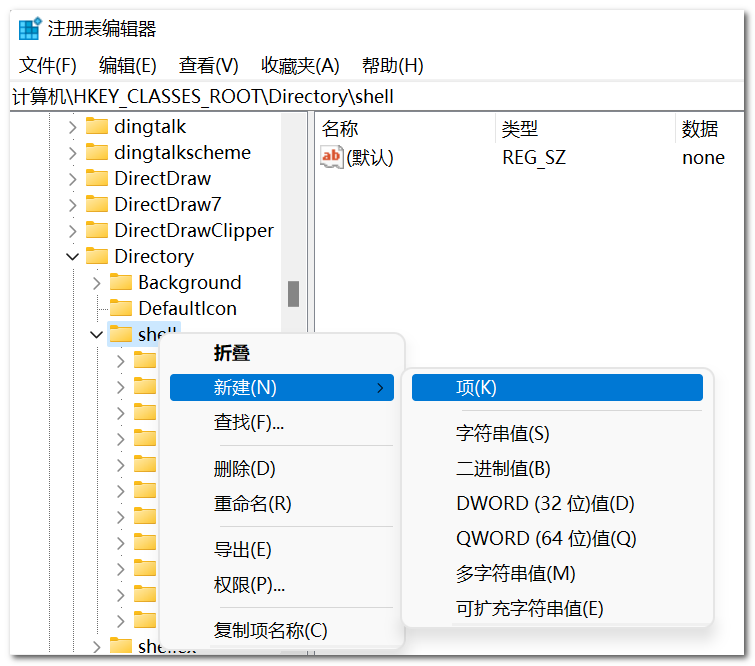 注册表编辑器
文件(F) 编辑(E) 查看(V) 收藏夹(A) 帮助(H)
计算机\HKEY_CLASSES_ROOT\Directory\shell
dingtalk
dingtalkscheme
DirectDraw
DirectDraw7
DirectDrawClipper
Directory
Background
DefaultIcon
shell
shellex
名称 类型 数据
ab (默认) REG_SZ none
折叠
新建(N)
查找(F)...
删除(D)
重命名(R)
导出(E)
权限(P)...
复制项名称(C)
项(K)
字符串值(S)
二进制值(B)
DWORD (32 位)值(D)
QWORD (64 位)值(Q)
多字符串值(M)
可扩充字符串值(E)